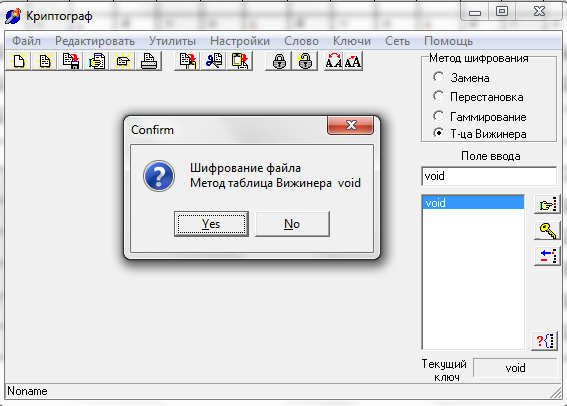 Криптограф
Файл Редактировать Утилиты Настройки Слово Ключи Сеть Помощь
Метод шифрования
Замена
Перестановка
Гаммирование
Т-ца Вижинера
Поле ввода
void
void
Confirm
Шифрование файла
Метод таблица Вижинера void
Yes No
Текущий
ключ
void
Noname